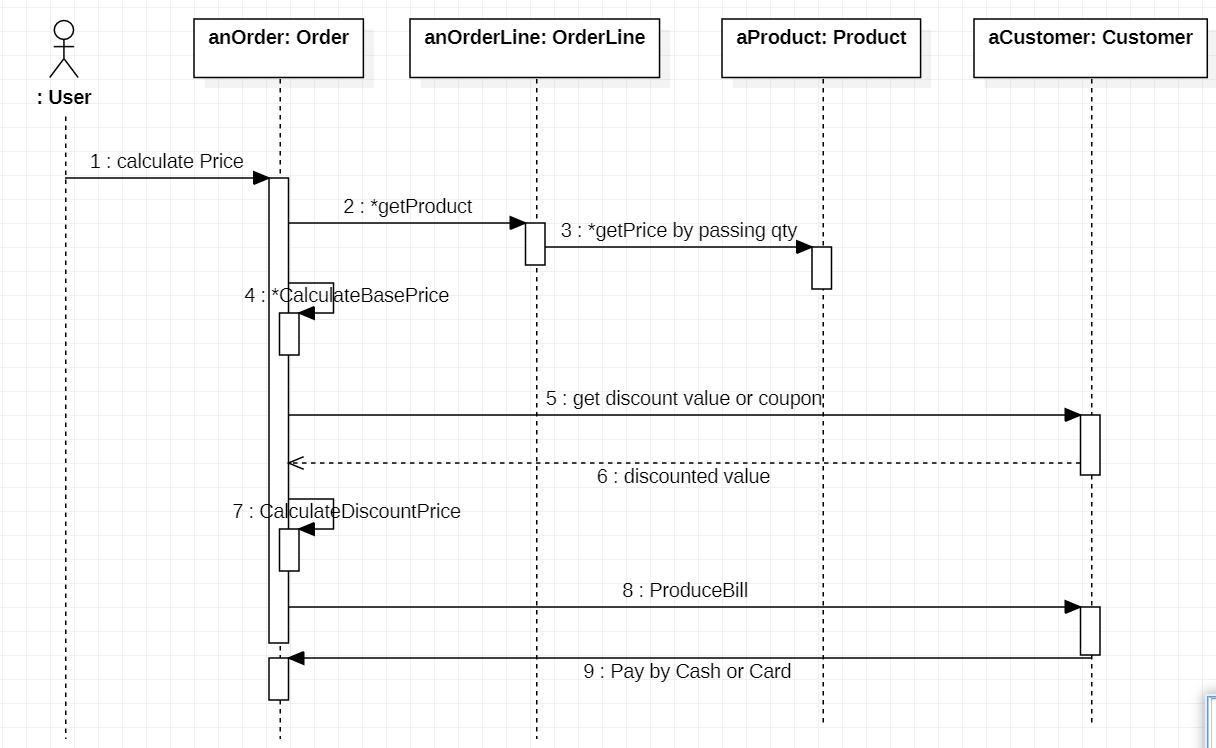 anOrder: Order
anOrderLine: OrderLine
aProduct: Product
aCustomer: Customer
: User
1 : calculate Price
2 : *getProduct
3 : *getPrice by passing qty
4 : *CalculateBasePrice
5 : get discount value or coupon
6 : discounted value
7 : CalculateDiscountPrice
8 : ProduceBill
9 : Pay by Cash or Card